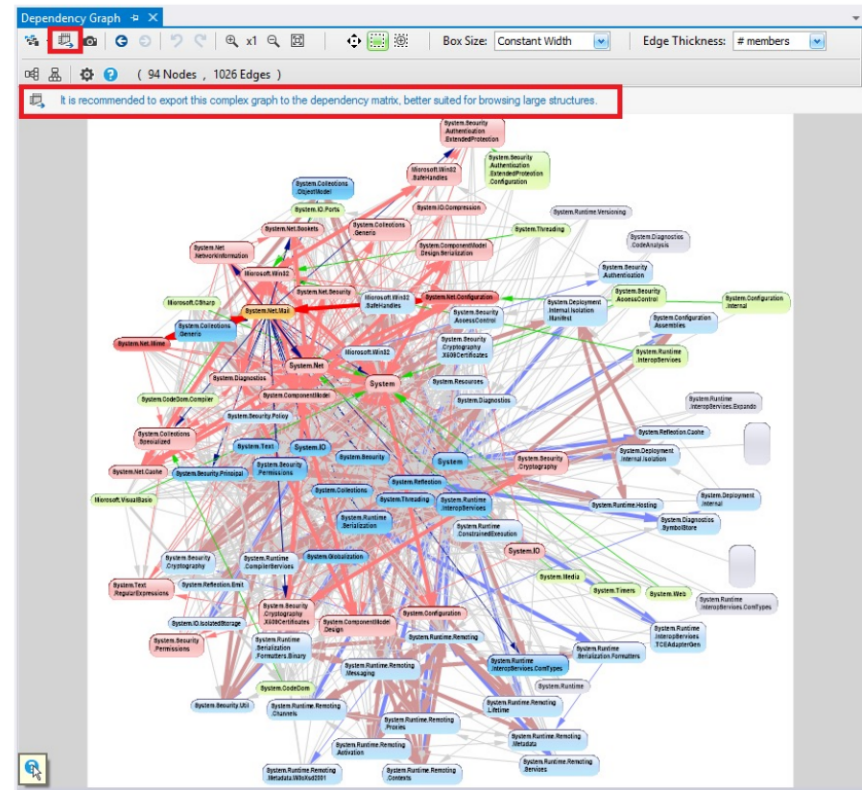 Dependency Graph
x1
Box Size:
Constant Width
Edge Thickness:
# members
( 94 Nodes , 1026 Edges )
It is recommended to export this complex graph to the dependency matrix, better suited for browsing large structures.
System.Security
.Authentication
.ExtendedProtection
System.Security
.Authentication
.ExtendedProtection
.Configuration
Microsoft.Win32
.SafeHandles
System.Collections
.ObjectModel
System.IO.Ports
System.IO.Compression
System.Runtime.Versioning
System.Net.Sockets
System.Collections
.Generic
System.Threading
System.Diagnostics
.CodeAnalysis
System.Net
.NetworkInformation
System.ComponentModel
.Design.Serialization
Microsoft.Win32
System.Security
.Authentication
System.Net.Security
Microsoft.Win32
.SafeHandles
System.Net.Configuration
System.Security
.AccessControl
System.Configuration
.Internal
Microsoft.CSharp
System.Net.Mail
System.Deployment
.Internal.Isolation
.Manifest
System.Security
.AccessControl
System.Configuration
.Assemblies
System.Collections
.Generic
System.Net.Mime
System.Security
.Cryptography
.X509Certificates
Microsoft.Win32
System.Runtime
.InteropServices
System.Net
System.Diagnostics
System
System.Resources
System.ComponentModel
System.CodeDom.Compiler
System.Diagnostics
System.Runtime
.InteropServices.Expando
System.Security.Policy
System.Collections
.Specialized
System.Text
System.IO
System.Reflection.Cache
System.Security
System
System.Security
.Cryptography
System.Deployment
.Internal.Isolation
System.Net.Cache
System.Security.Principal
System.Security
.Permissions
System.Reflection
System.Collections
System.Threading
System.Runtime
.InteropServices
System.Runtime.Hosting
System.Deployment
.Internal
Microsoft.VisualBasic
System.Runtime
.Serialization
System.Diagnostics
.SymbolStore
System.Runtime
.ConstrainedExecution
System.Security
.Cryptography
System.Runtime
.CompilerServices
System.Globalization
System.IO
System.Media
System.Text
.RegularExpressions
System.Reflection.Emit
System.Timers
System.Web
System.Runtime
.InteropServices.ComTypes
System.IO.IsolatedStorage
System.Security
.Cryptography
.X509Certificates
System.ComponentModel
.Design
System.Configuration
System.Security
.Permissions
System.Runtime
.Serialization
.Formatters.Binary
System.Runtime.Remoting
System.Runtime
.InteropServices
.TCEAdapterGen
System.Runtime.Remoting
.Messaging
System.Runtime
.InteropServices.ComTypes
System.Runtime
.Serialization.Formatters
System.CodeDom
System.Runtime
System.Security.Util
System.Runtime.Remoting
.Channels
System.Runtime.Remoting
.Lifetime
System.Runtime.Remoting
.Proxies
System.Runtime.Remoting
.Activation
System.Runtime.Remoting
.Metadata
System.Runtime.Remoting
.Metadata.W3cXsd2001
System.Runtime.Remoting
.Contexts
System.Runtime.Remoting
.Services